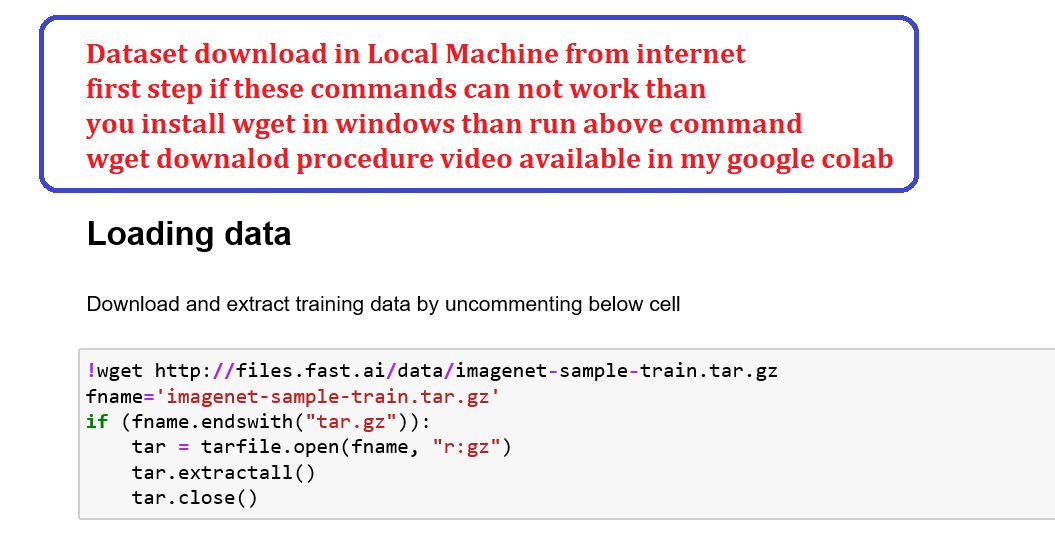 Dataset download in Local Machine from internet
first step if these commands can not work than
you install wget in windows than run above command
wget downalod procedure video available in my google colab
Loading data
Download and extract training data by uncommenting below cell
!wget http://files.fast.ai/data/imagenet-sample-train.tar.gz
fname='imagenet-sample-train.tar.gz'
if (fname.endswith("tar.gz")):
    tar = tarfile.open(fname, "r:gz")
    tar.extractall()
    tar.close()